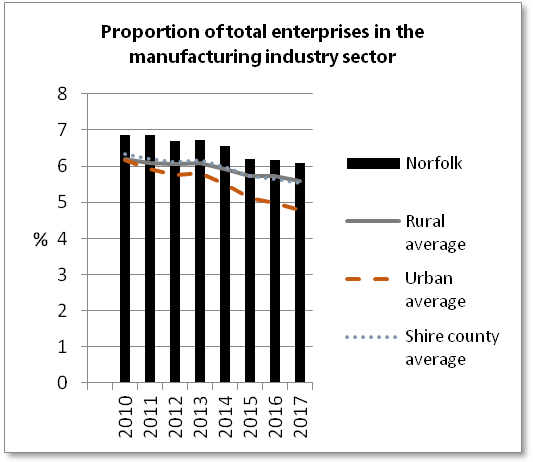 Proportion of total enterprises in the
manufacturing industry sector
8
7
6
5
4
3
2
1
0
%
2010
2011
2012
2013
2014
2015
2016
2017
Norfolk
Rural
average
Urban
average
Shire county
average